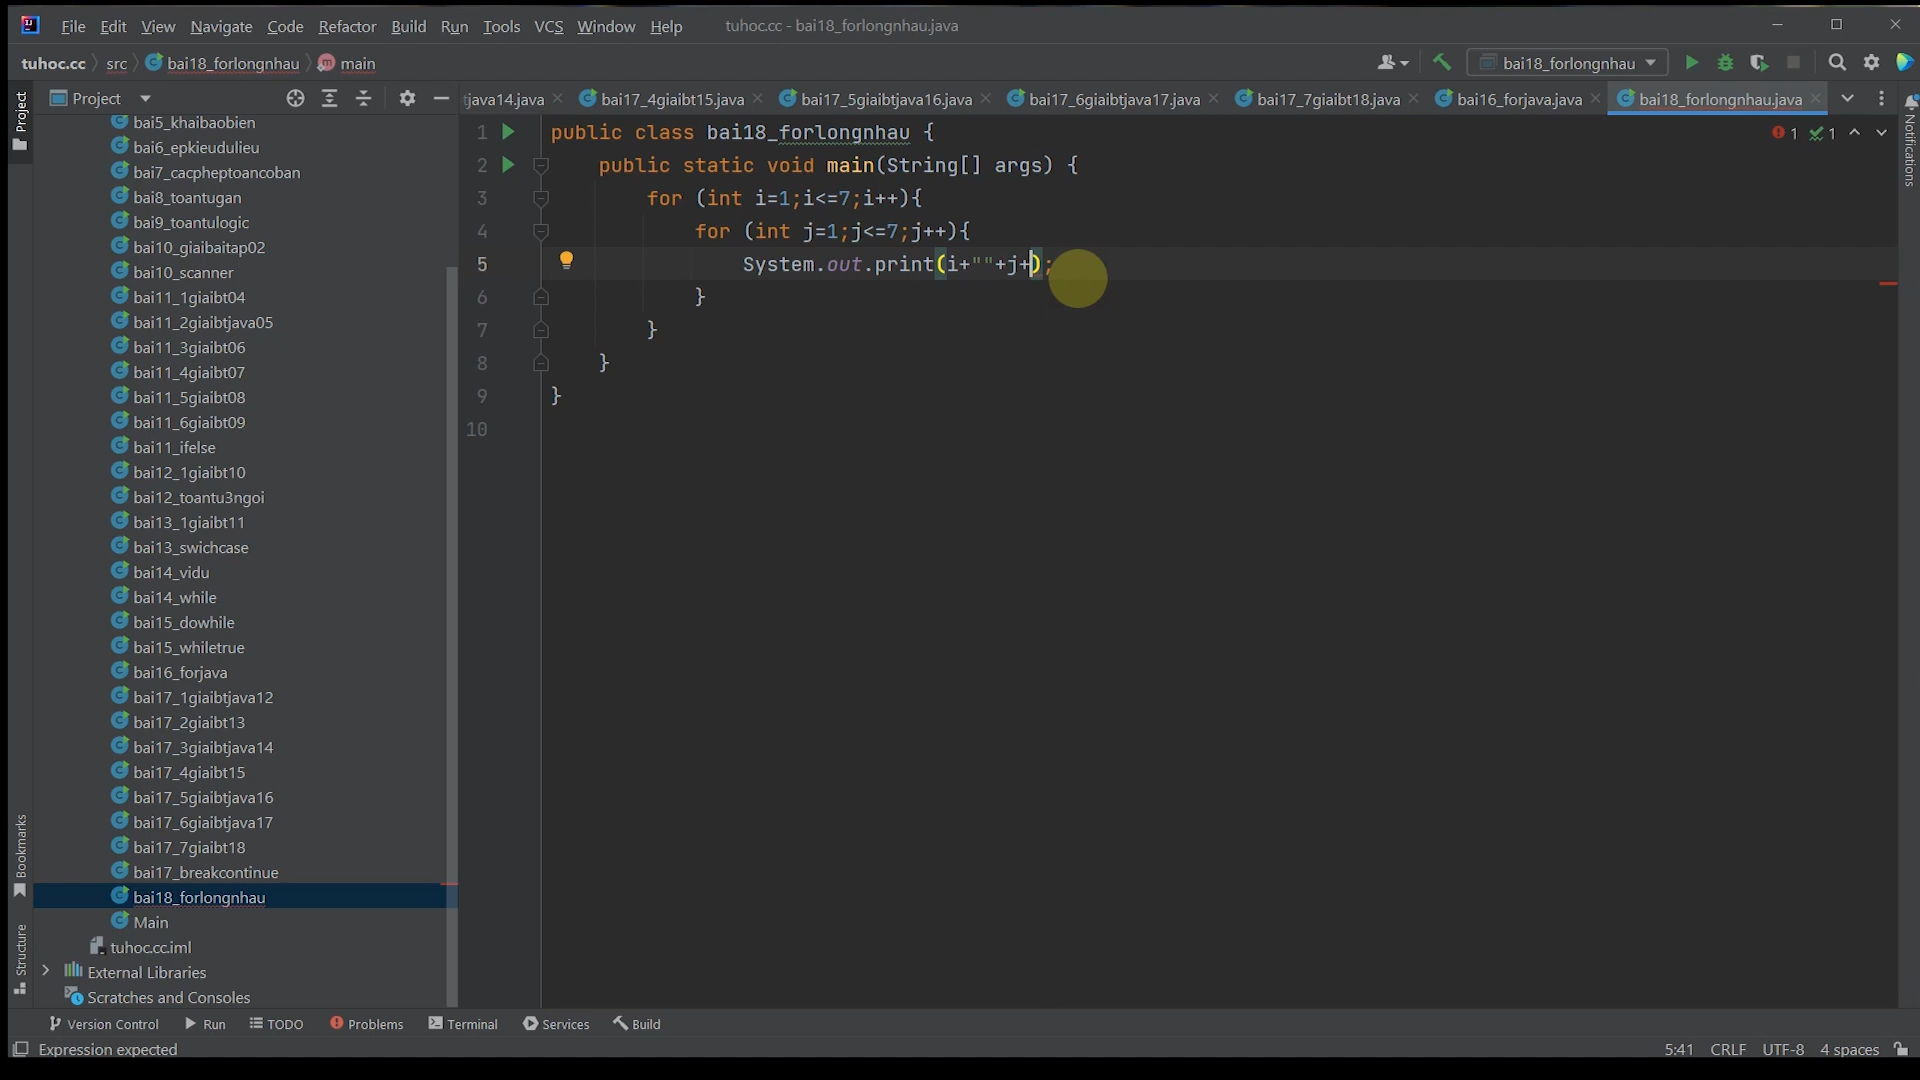 File Edit View Navigate Code Refactor Build Run Tools VCS Window Help tuhoc.cc - bai18_forlongnhau.java
tuhoc.cc src bai18_forlongnhau main bai18_forlongnhau
Project
Project
tjava14.java bai17_4giaibt15.java bai17_5giaibtjava16.java bai17_6giaibtjava17.java bai17_7giaibt18.java bai16_forjava.java bai18_forlongnhau.java
Notifications
bai5_khaibaobien
bai6_epkieudulieu
bai7_cacpheptoancoban
bai8_toantugan
bai9_toantulogic
bai10_giaibaitap02
bai10_scanner
bai11_1giaibt04
bai11_2giaibtjava05
bai11_3giaibt06
bai11_4giaibt07
bai11_5giaibt08
bai11_6giaibt09
bai11_ifelse
bai12_1giaibt10
bai12_toantu3ngoi
bai13_1giaibt11
bai13_swichcase
bai14_vidu
bai14_while
bai15_dowhile
bai15_whiletrue
bai16_forjava
bai17_1giaibtjava12
bai17_2giaibt13
bai17_3giaibtjava14
bai17_4giaibt15
bai17_5giaibtjava16
bai17_6giaibtjava17
bai17_7giaibt18
bai17_breakcontinue
bai18_forlongnhau
Main
tuhoc.cc.iml
External Libraries
Scratches and Consoles
Bookmarks
Structure
1 public class bai18_forlongnhau {
2 public static void main(String[] args) {
3 for (int i=1;i<=7;i++){
4 for (int j=1;j<=7;j++){
5 System.out.print(i+""+j+);
6 }
7 }
8 }
9 }
10
1 1
Version Control Run TODO Problems Terminal Services Build
Expression expected 5:41 CRLF UTF-8 4 spaces